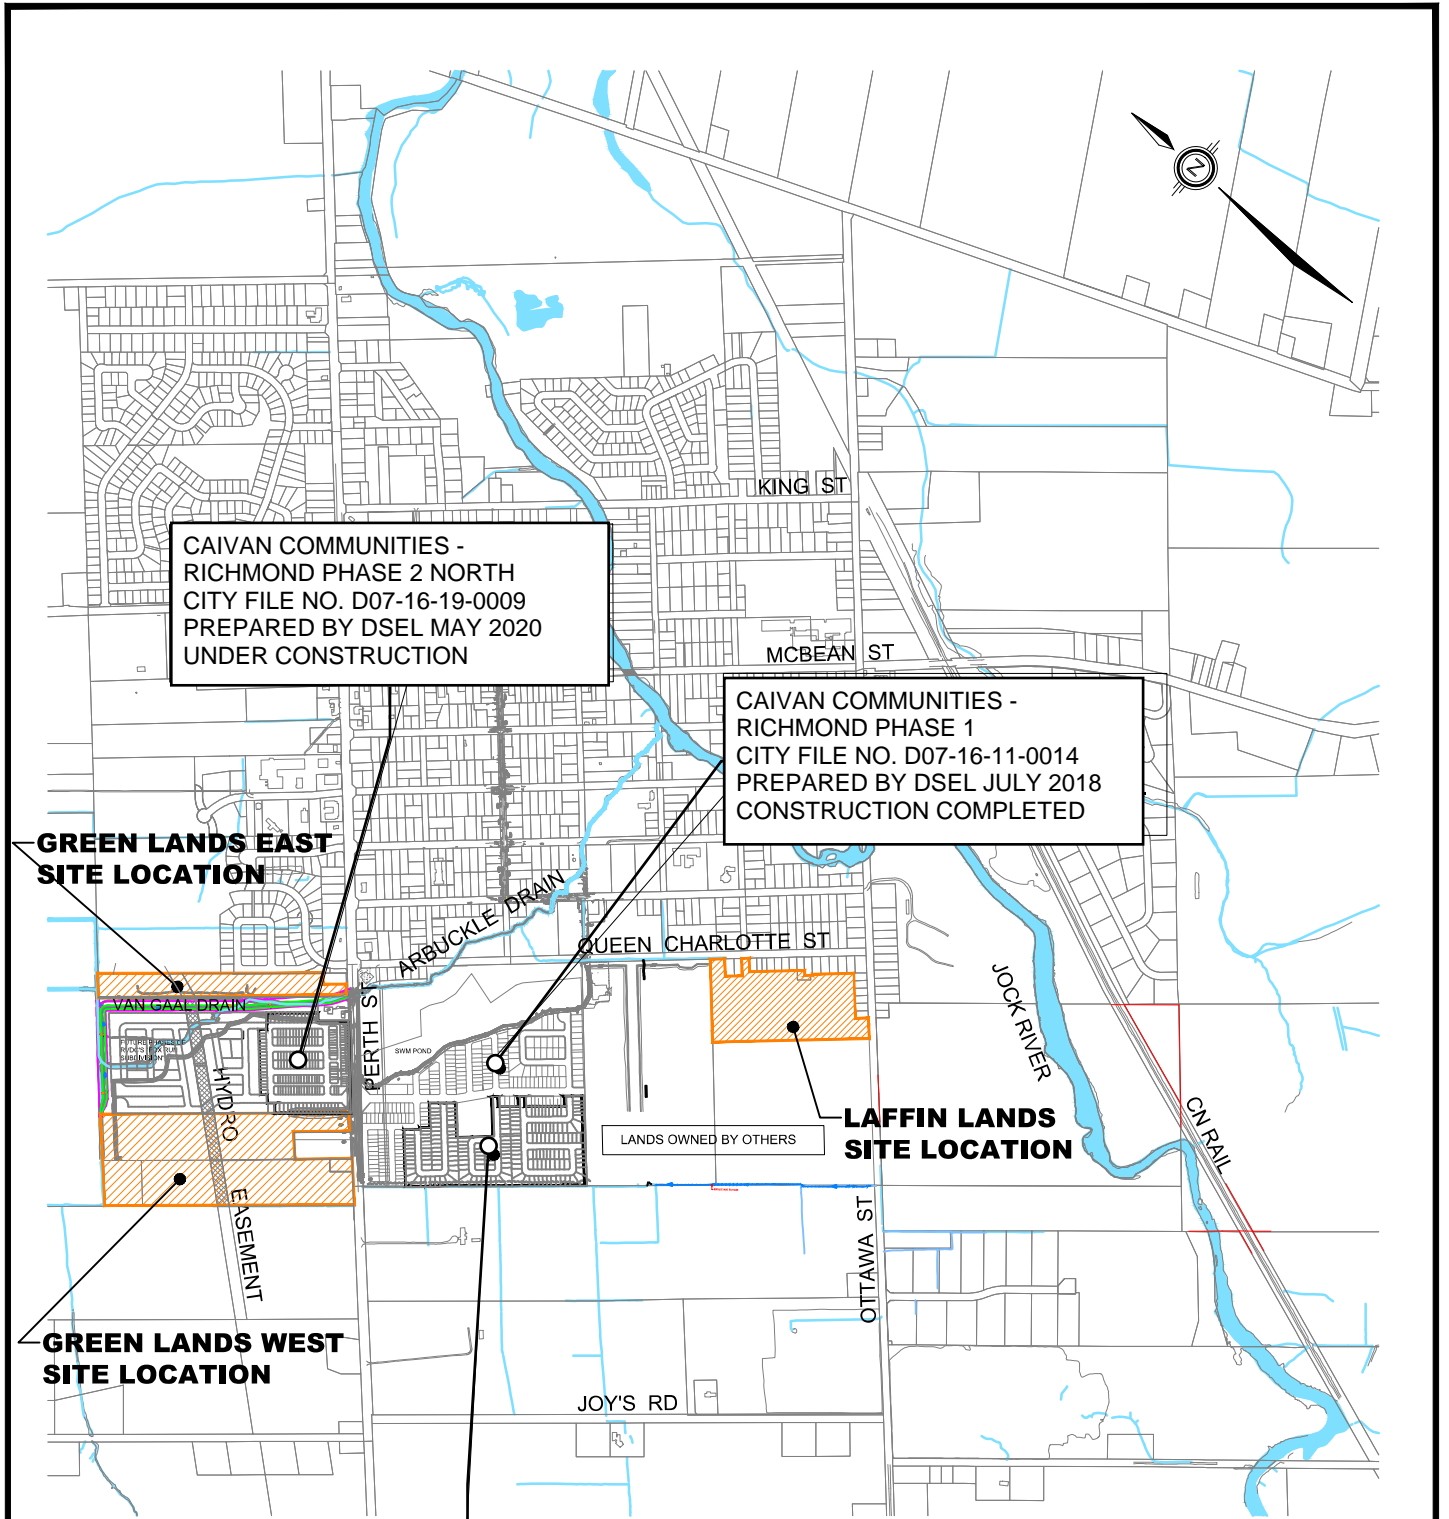 N
KING ST
CAIVAN COMMUNITIES -
RICHMOND PHASE 2 NORTH
CITY FILE NO. D07-16-19-0009
PREPARED BY DSEL MAY 2020
UNDER CONSTRUCTION
MCBEAN ST
CAIVAN COMMUNITIES -
RICHMOND PHASE 1
CITY FILE NO. D07-16-11-0014
PREPARED BY DSEL JULY 2018
CONSTRUCTION COMPLETED
GREEN LANDS EAST
SITE LOCATION
ARBUCKLE DRAIN
QUEEN CHARLOTTE ST
VAN GAAL DRAIN
PERTH ST
JOCK RIVER
FUTURE PHASES OF
SUBDIVISION
SWM POND
HYDRO
EASEMENT
LAFFIN LANDS
SITE LOCATION
LANDS OWNED BY OTHERS
CN RAIL
OTTAWA ST
GREEN LANDS WEST
SITE LOCATION
JOY'S RD